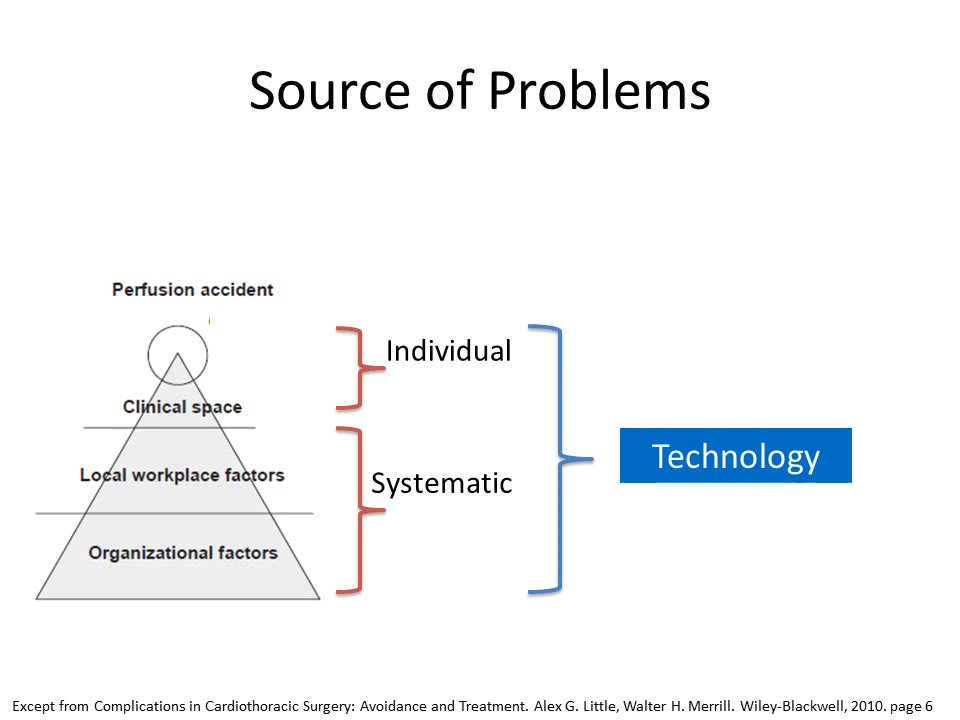 Source of Problems
Perfusion accident
Individual
Clinical space
Technology
Local workplace factors
Systematic
Organizational factors
Except from Complications in Cardiothoracic Surgery: Avoidance and Treatment. Alex G. Little, Walter H. Merrill. Wiley-Blackwell, 2010. page 6